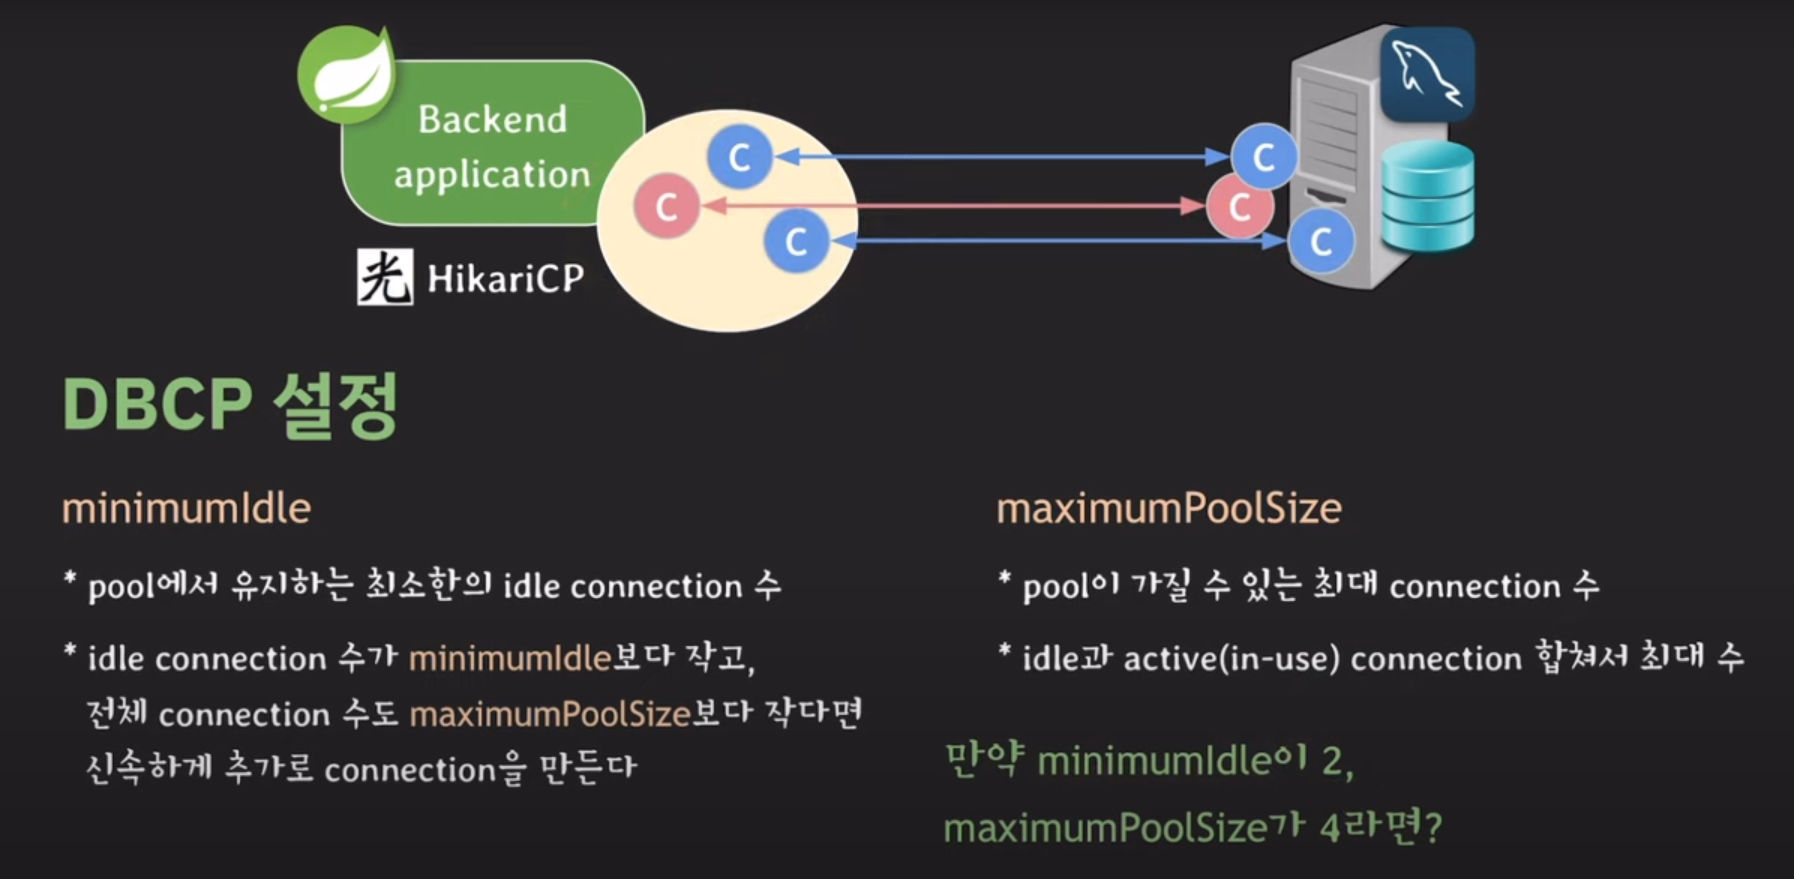 Backend
application
C
C
C
C
C
C
光 HikariCP
DBCP 설정
minimumIdle
* pool에서 유지하는 최소한의 idle connection 수
* idle connection 수가 minimumIdle보다 작고,
전체 connection 수도 maximumPoolSize보다 작다면
신속하게 추가로 connection을 만든다
maximumPoolSize
* pool이 가질 수 있는 최대 connection 수
* idle과 active(in-use) connection 합쳐서 최대 수
만약 minimumIdle이 2,
maximumPoolSize가 4라면?